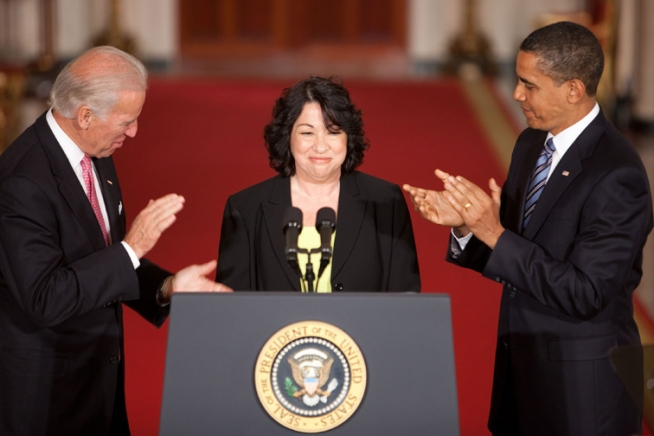 SEAL OF THE PRESIDENT OF THE UNITED STATES